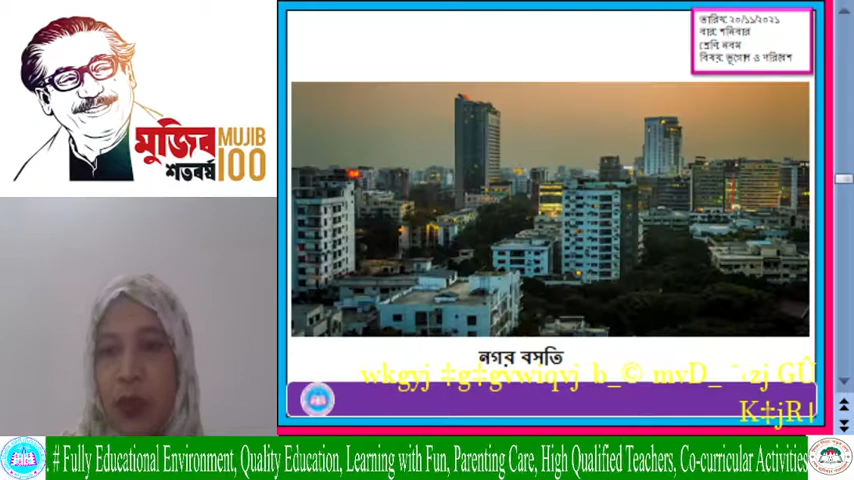 মুজিব MUJIB
শতবর্ষ 100
তারিখ: ২০/১১/২০২১
বার: শনিবার
শ্রেণি নবম
বিষয়: ভূগোল ও পরিবেশ
নগর বসতি
wkgyj ‡g‡gvwiqvj b_© mvD_ ¯‹zj GÛ
K‡jR|
. # Fully Educational Environment, Quality Education, Learning with Fun, Parenting Care, High Qualified Teachers, Co-curricular Activities